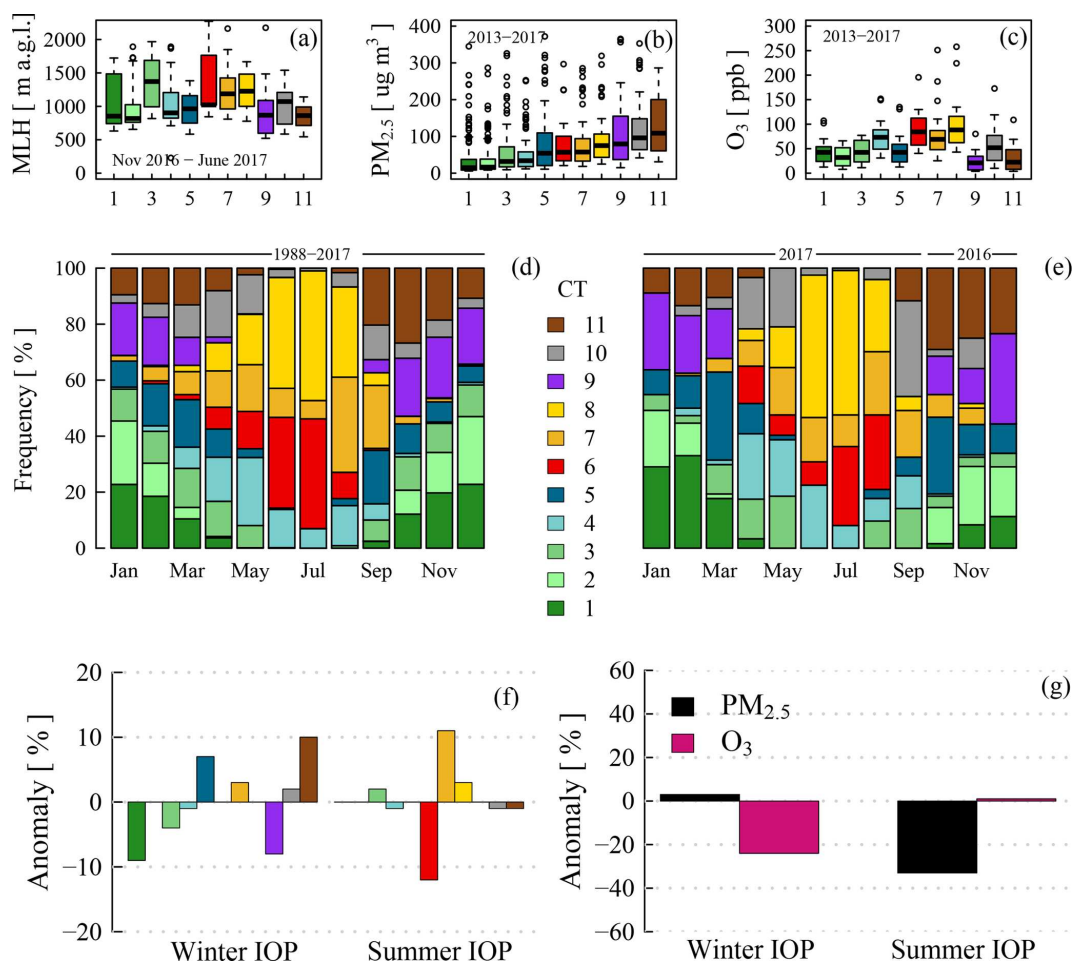 MLH [ m a.g.l. ]
2000
1500
1000
500
0
(a)
Nov 2016 − June 2017
1 3 5 7 9 11
PM2.5 [ ug m3 ]
400
300
200
100
0
2013−2017
(b)
1 3 5 7 9 11
O3 [ ppb ]
300
250
200
150
100
50
0
2013−2017
(c)
1 3 5 7 9 11
1988−2017
(d)
Frequency [ % ]
100
80
60
40
20
0
Jan Mar May Jul Sep Nov
CT
11
10
9
8
7
6
5
4
3
2
1
2017 2016
(e)
Jan Mar May Jul Sep Nov
Anomaly [ % ]
20
10
0
−10
−20
(f)
Winter IOP Summer IOP
Anomaly [ % ]
60
40
20
0
−20
−40
−60
(g)
PM2.5
O3
Winter IOP Summer IOP